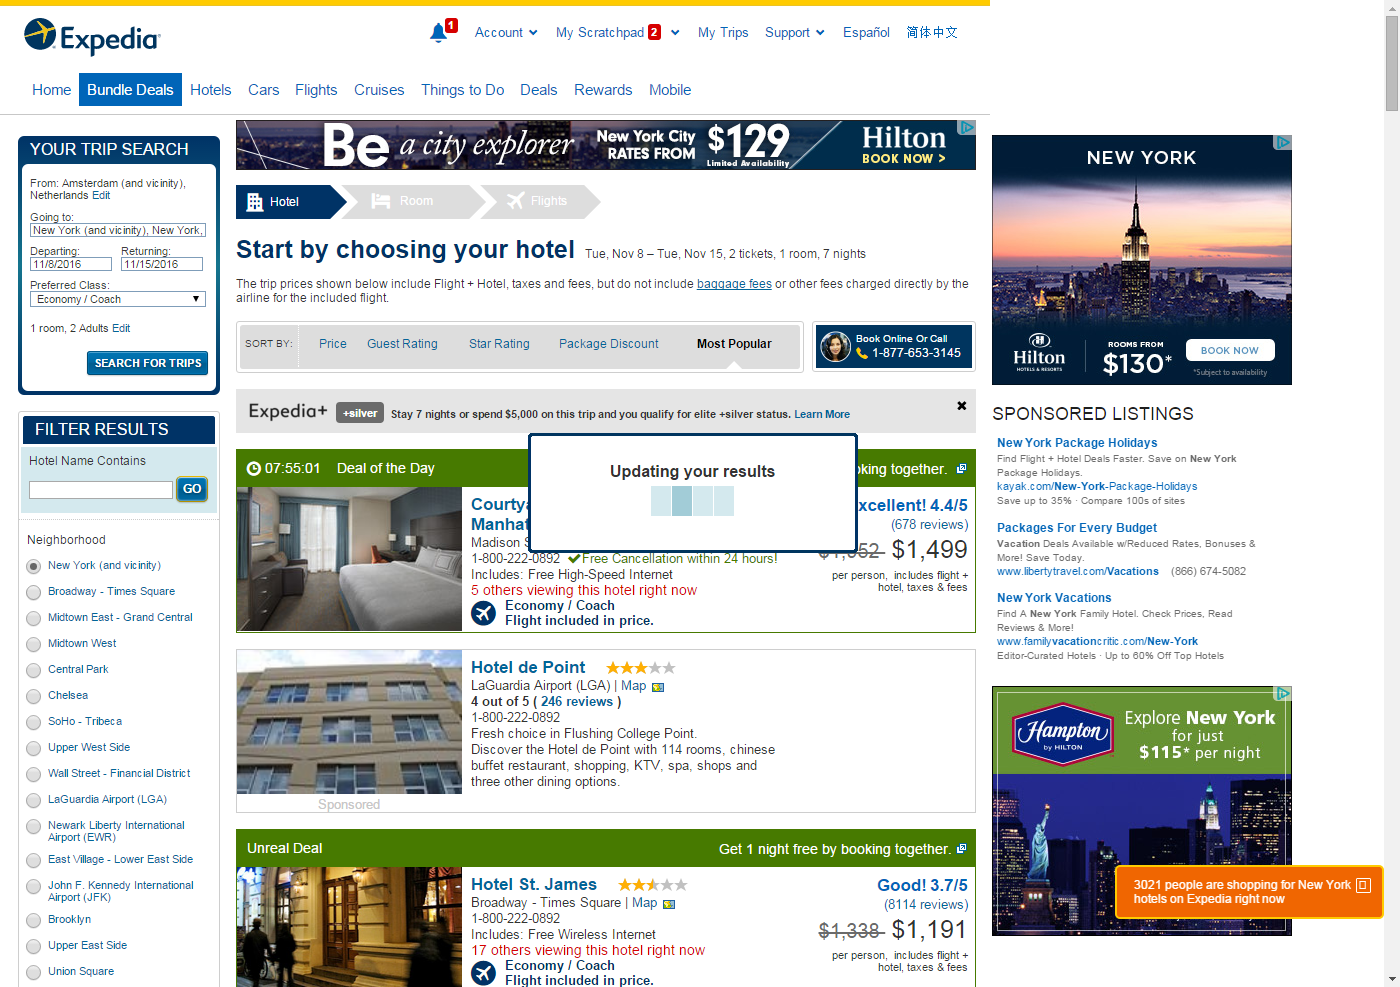 Expedia
1
Account
My Scratchpad 2
My Trips
Support
Español
简体中文
Home
Bundle Deals
Hotels
Cars
Flights
Cruises
Things to Do
Deals
Rewards
Mobile
YOUR TRIP SEARCH
From: Amsterdam (and vicinity),
Netherlands Edit
Going to:
New York (and vicinity), New York,
Departing:
Returning:
11/8/2016
11/15/2016
Preferred Class:
Economy / Coach
1 room, 2 Adults Edit
SEARCH FOR TRIPS
FILTER RESULTS
Hotel Name Contains
GO
Neighborhood
New York (and vicinity)
Broadway - Times Square
Midtown East - Grand Central
Midtown West
Central Park
Chelsea
SoHo - Tribeca
Upper West Side
Wall Street - Financial District
LaGuardia Airport (LGA)
Newark Liberty International
Airport (EWR)
East Village - Lower East Side
John F. Kennedy International
Airport (JFK)
Brooklyn
Upper East Side
Union Square
Be a city explorer
New York City
RATES FROM
$129
Limited Availability
Hilton
BOOK NOW >
Hotel
Room
Flights
Start by choosing your hotel
Tue, Nov 8 – Tue, Nov 15, 2 tickets, 1 room, 7 nights
The trip prices shown below include Flight + Hotel, taxes and fees, but do not include baggage fees or other fees charged directly by the
airline for the included flight.
SORT BY:
Price
Guest Rating
Star Rating
Package Discount
Most Popular
Book Online Or Call
1-877-653-3145
Expedia+
+silver
Stay 7 nights or spend $5,000 on this trip and you qualify for elite +silver status. Learn More
Updating your results
07:55:01
Deal of the Day
oking together.
Courtya
Manhat
Madison S
1-800-222-0892
Free Cancellation within 24 hours!
Includes: Free High-Speed Internet
5 others viewing this hotel right now
Economy / Coach
Flight included in price.
xcellent! 4.4/5
(678 reviews)
$1,499
per person, includes flight +
hotel, taxes & fees
Hotel de Point
LaGuardia Airport (LGA) | Map
4 out of 5 ( 246 reviews )
1-800-222-0892
Fresh choice in Flushing College Point.
Discover the Hotel de Point with 114 rooms, chinese
buffet restaurant, shopping, KTV, spa, shops and
three other dining options.
Sponsored
Unreal Deal
Get 1 night free by booking together.
Hotel St. James
Broadway - Times Square | Map
1-800-222-0892
Includes: Free Wireless Internet
17 others viewing this hotel right now
Economy / Coach
Flight included in price.
Good! 3.7/5
(8114 reviews)
$1,338 $1,191
per person, includes flight +
hotel, taxes & fees
NEW YORK
Hilton
HOTELS & RESORTS
ROOMS FROM
$130*
BOOK NOW
*Subject to availability
SPONSORED LISTINGS
New York Package Holidays
Find Flight + Hotel Deals Faster. Save on New York
Package Holidays.
kayak.com/New-York-Package-Holidays
Save up to 35% · Compare 100s of sites
Packages For Every Budget
Vacation Deals Available w/Reduced Rates, Bonuses &
More! Save Today.
www.libertytravel.com/Vacations (866) 674-5082
New York Vacations
Find A New York Family Hotel. Check Prices, Read
Reviews & More!
www.familyvacationcritic.com/New-York
Editor-Curated Hotels · Up to 60% Off Top Hotels
Hampton
by HILTON
Explore New York
for just
$115* per night
3021 people are shopping for New York
hotels on Expedia right now